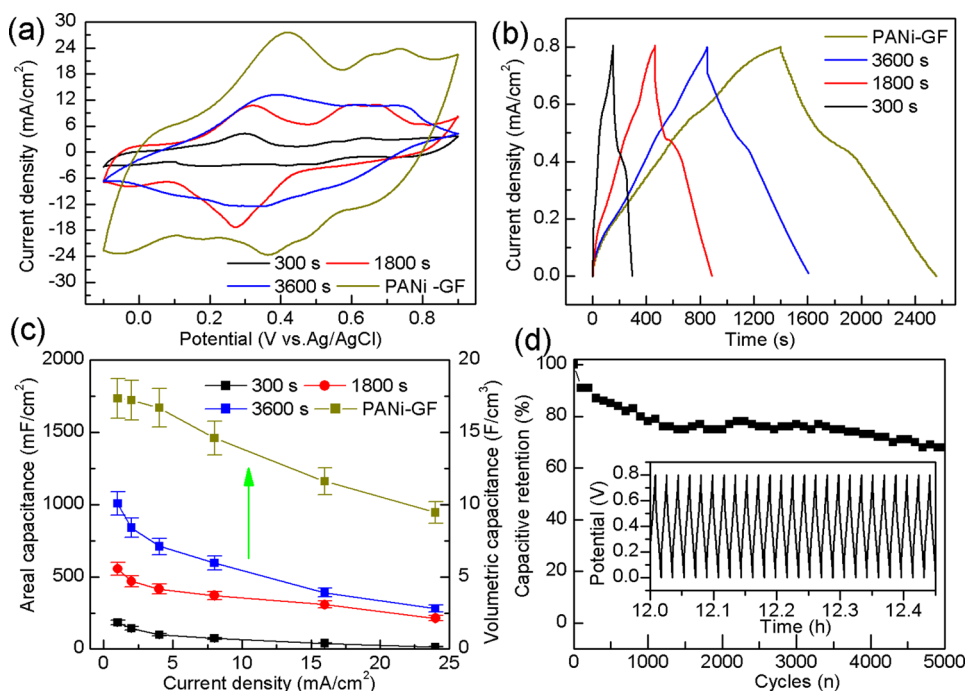 (a)
Current density (mA/cm²)
30
24
18
12
6
0
-6
-12
-18
-24
-30
0.0 0.2 0.4 0.6 0.8
Potential (V vs.Ag/AgCl)
300 s 1800 s
3600 s PANi -GF
(b)
Current density (mA/cm²)
0.8
0.6
0.4
0.2
0.0
0 400 800 1200 1600 2000 2400
Time (s)
PANi-GF
3600 s
1800 s
300 s
(c)
Areal capacitance (mF/cm²)
2000
1500
1000
500
0
0 5 10 15 20 25
Current density (mA/cm²)
300 s 1800 s
3600 s PANi-GF
20
15
10
5
0
Volumetric capacitance (F/cm³)
(d)
Capacitive retention (%)
100
80
60
40
20
0
0 1000 2000 3000 4000 5000
Cycles (n)
Potential (V)
0.8
0.4
0.0
12.0 12.1 12.2 12.3 12.4
Time (h)